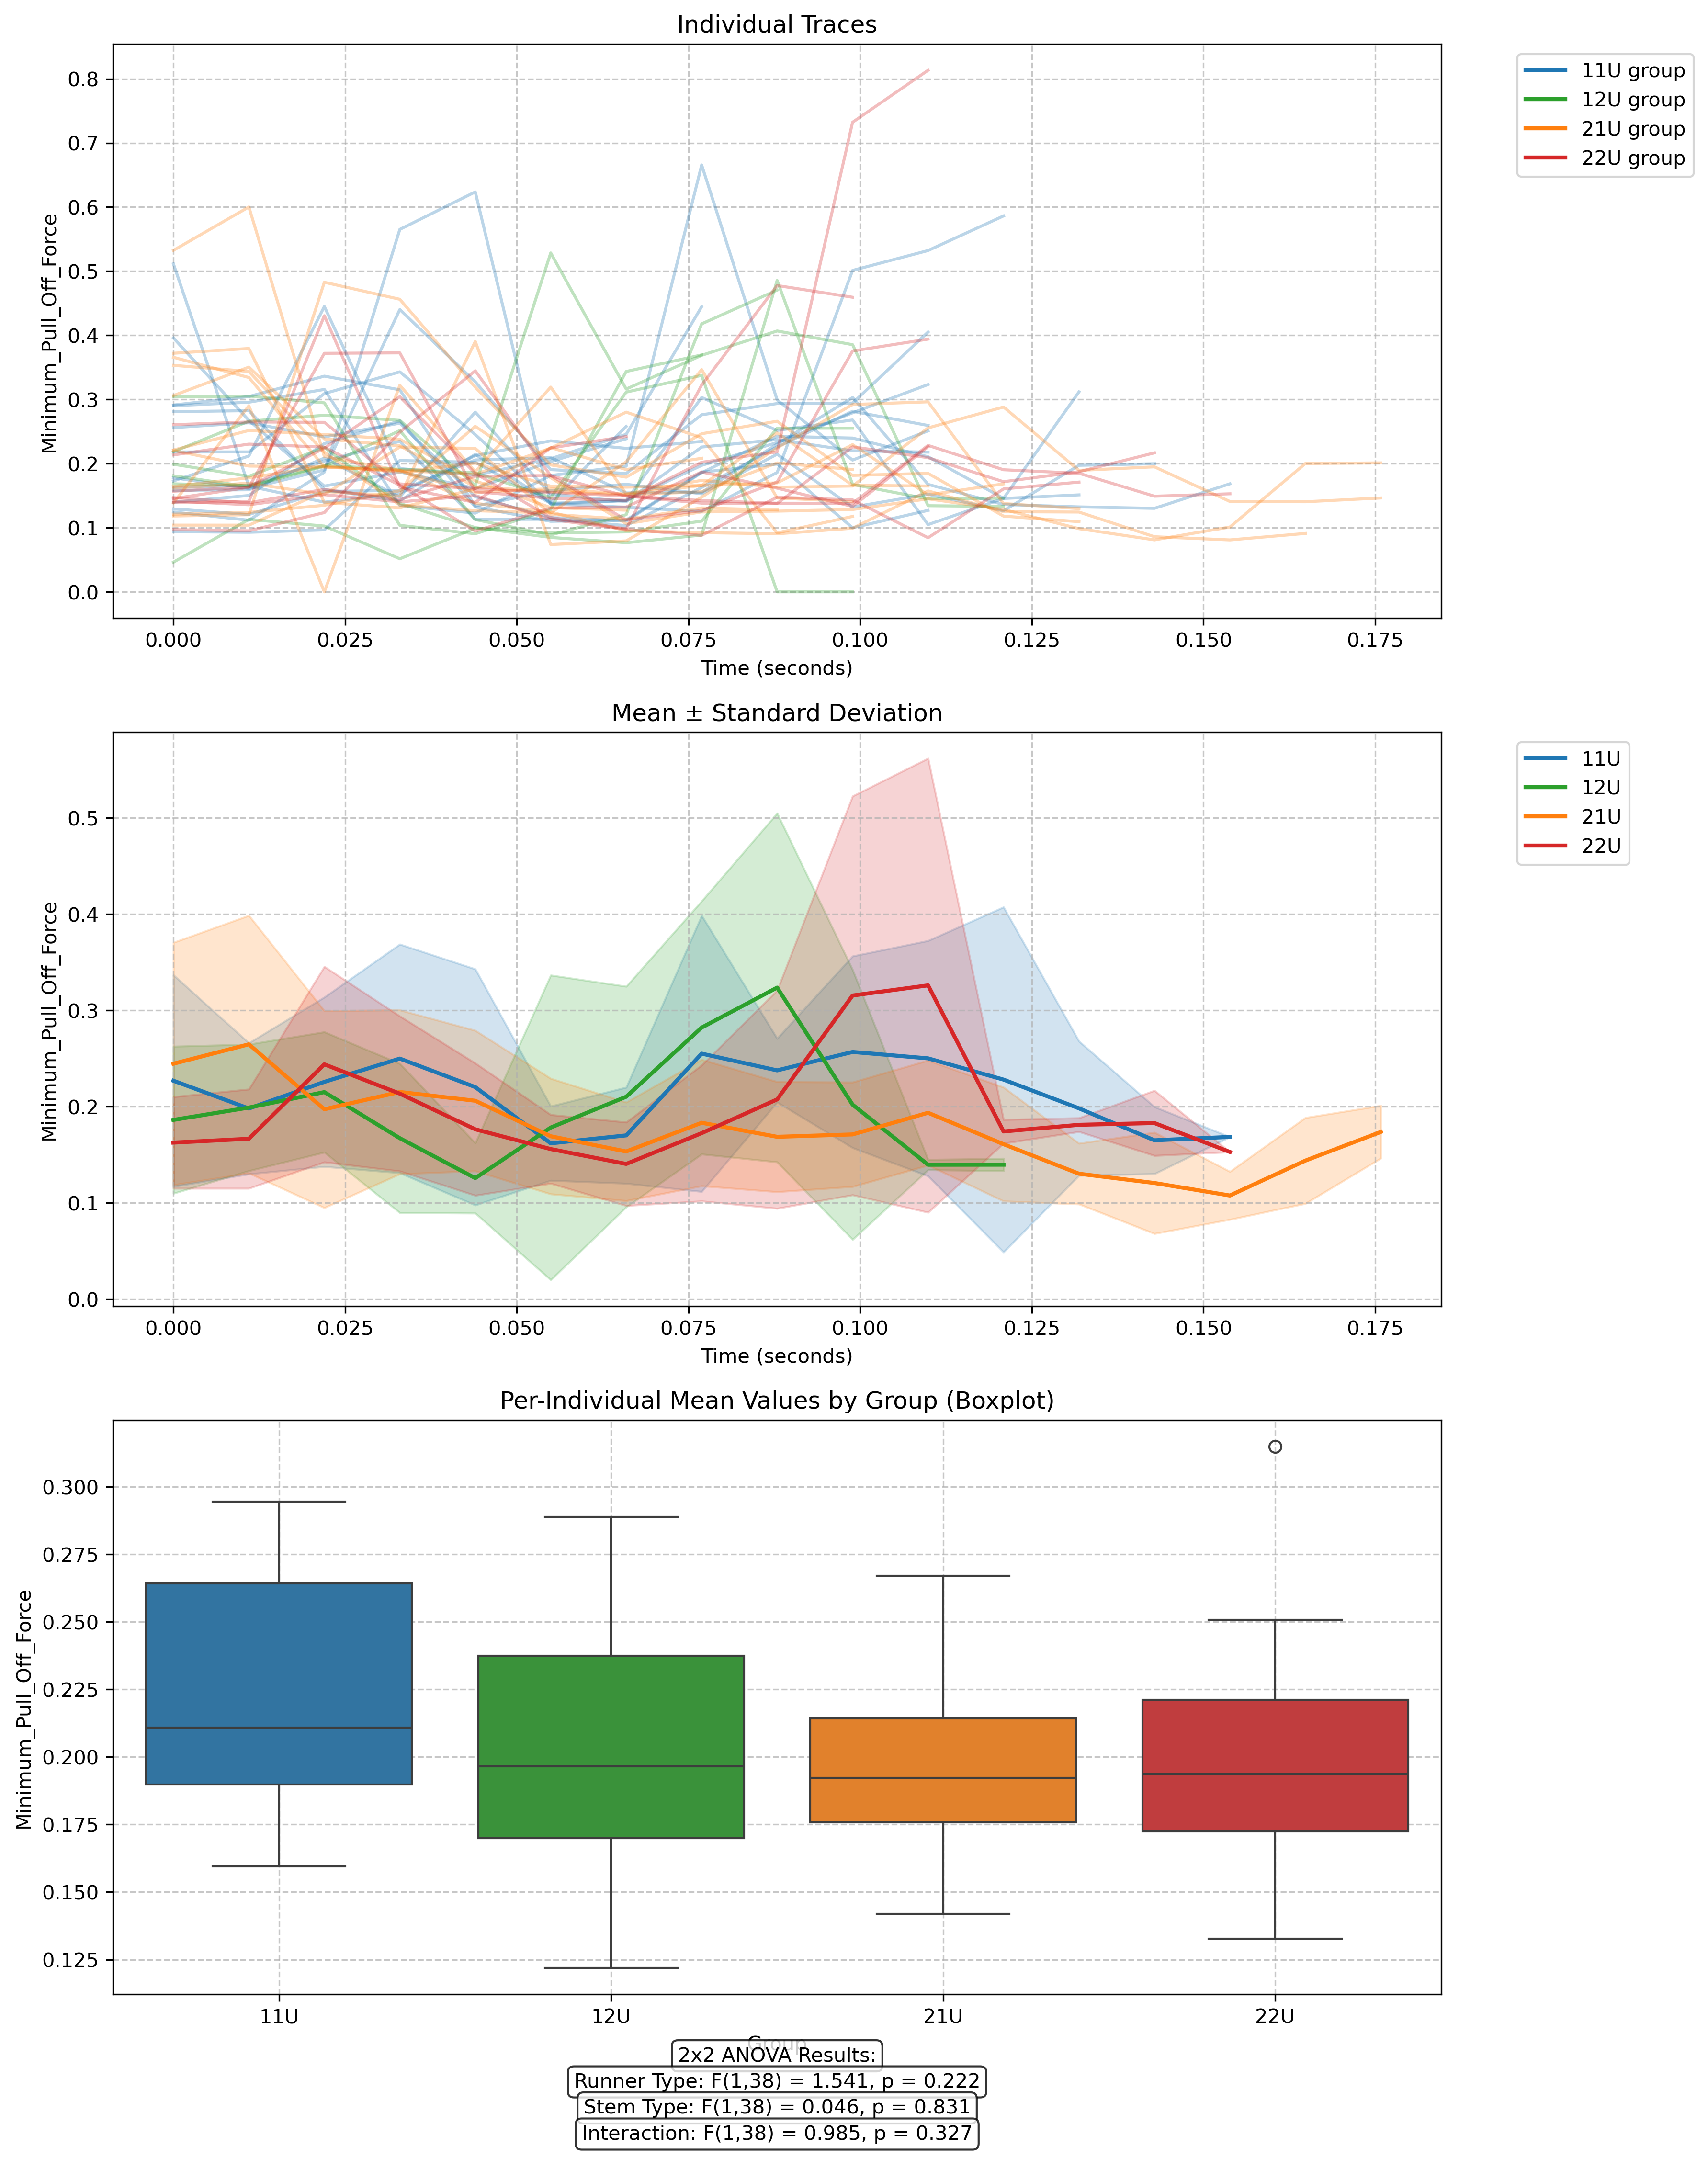 Individual Traces
Minimum_Pull_Off_Force
0.8
0.7
0.6
0.5
0.4
0.3
0.2
0.1
0.0
0.000 0.025 0.050 0.075 0.100 0.125 0.150 0.175
Time (seconds)
11U group
12U group
21U group
22U group
Mean ± Standard Deviation
Minimum_Pull_Off_Force
0.5
0.4
0.3
0.2
0.1
0.0
0.000 0.025 0.050 0.075 0.100 0.125 0.150 0.175
Time (seconds)
11U
12U
21U
22U
Per-Individual Mean Values by Group (Boxplot)
Minimum_Pull_Off_Force
0.300
0.275
0.250
0.225
0.200
0.175
0.150
0.125
11U 12U 21U 22U
Group
2x2 ANOVA Results:
Runner Type: F(1,38) = 1.541, p = 0.222
Stem Type: F(1,38) = 0.046, p = 0.831
Interaction: F(1,38) = 0.985, p = 0.327